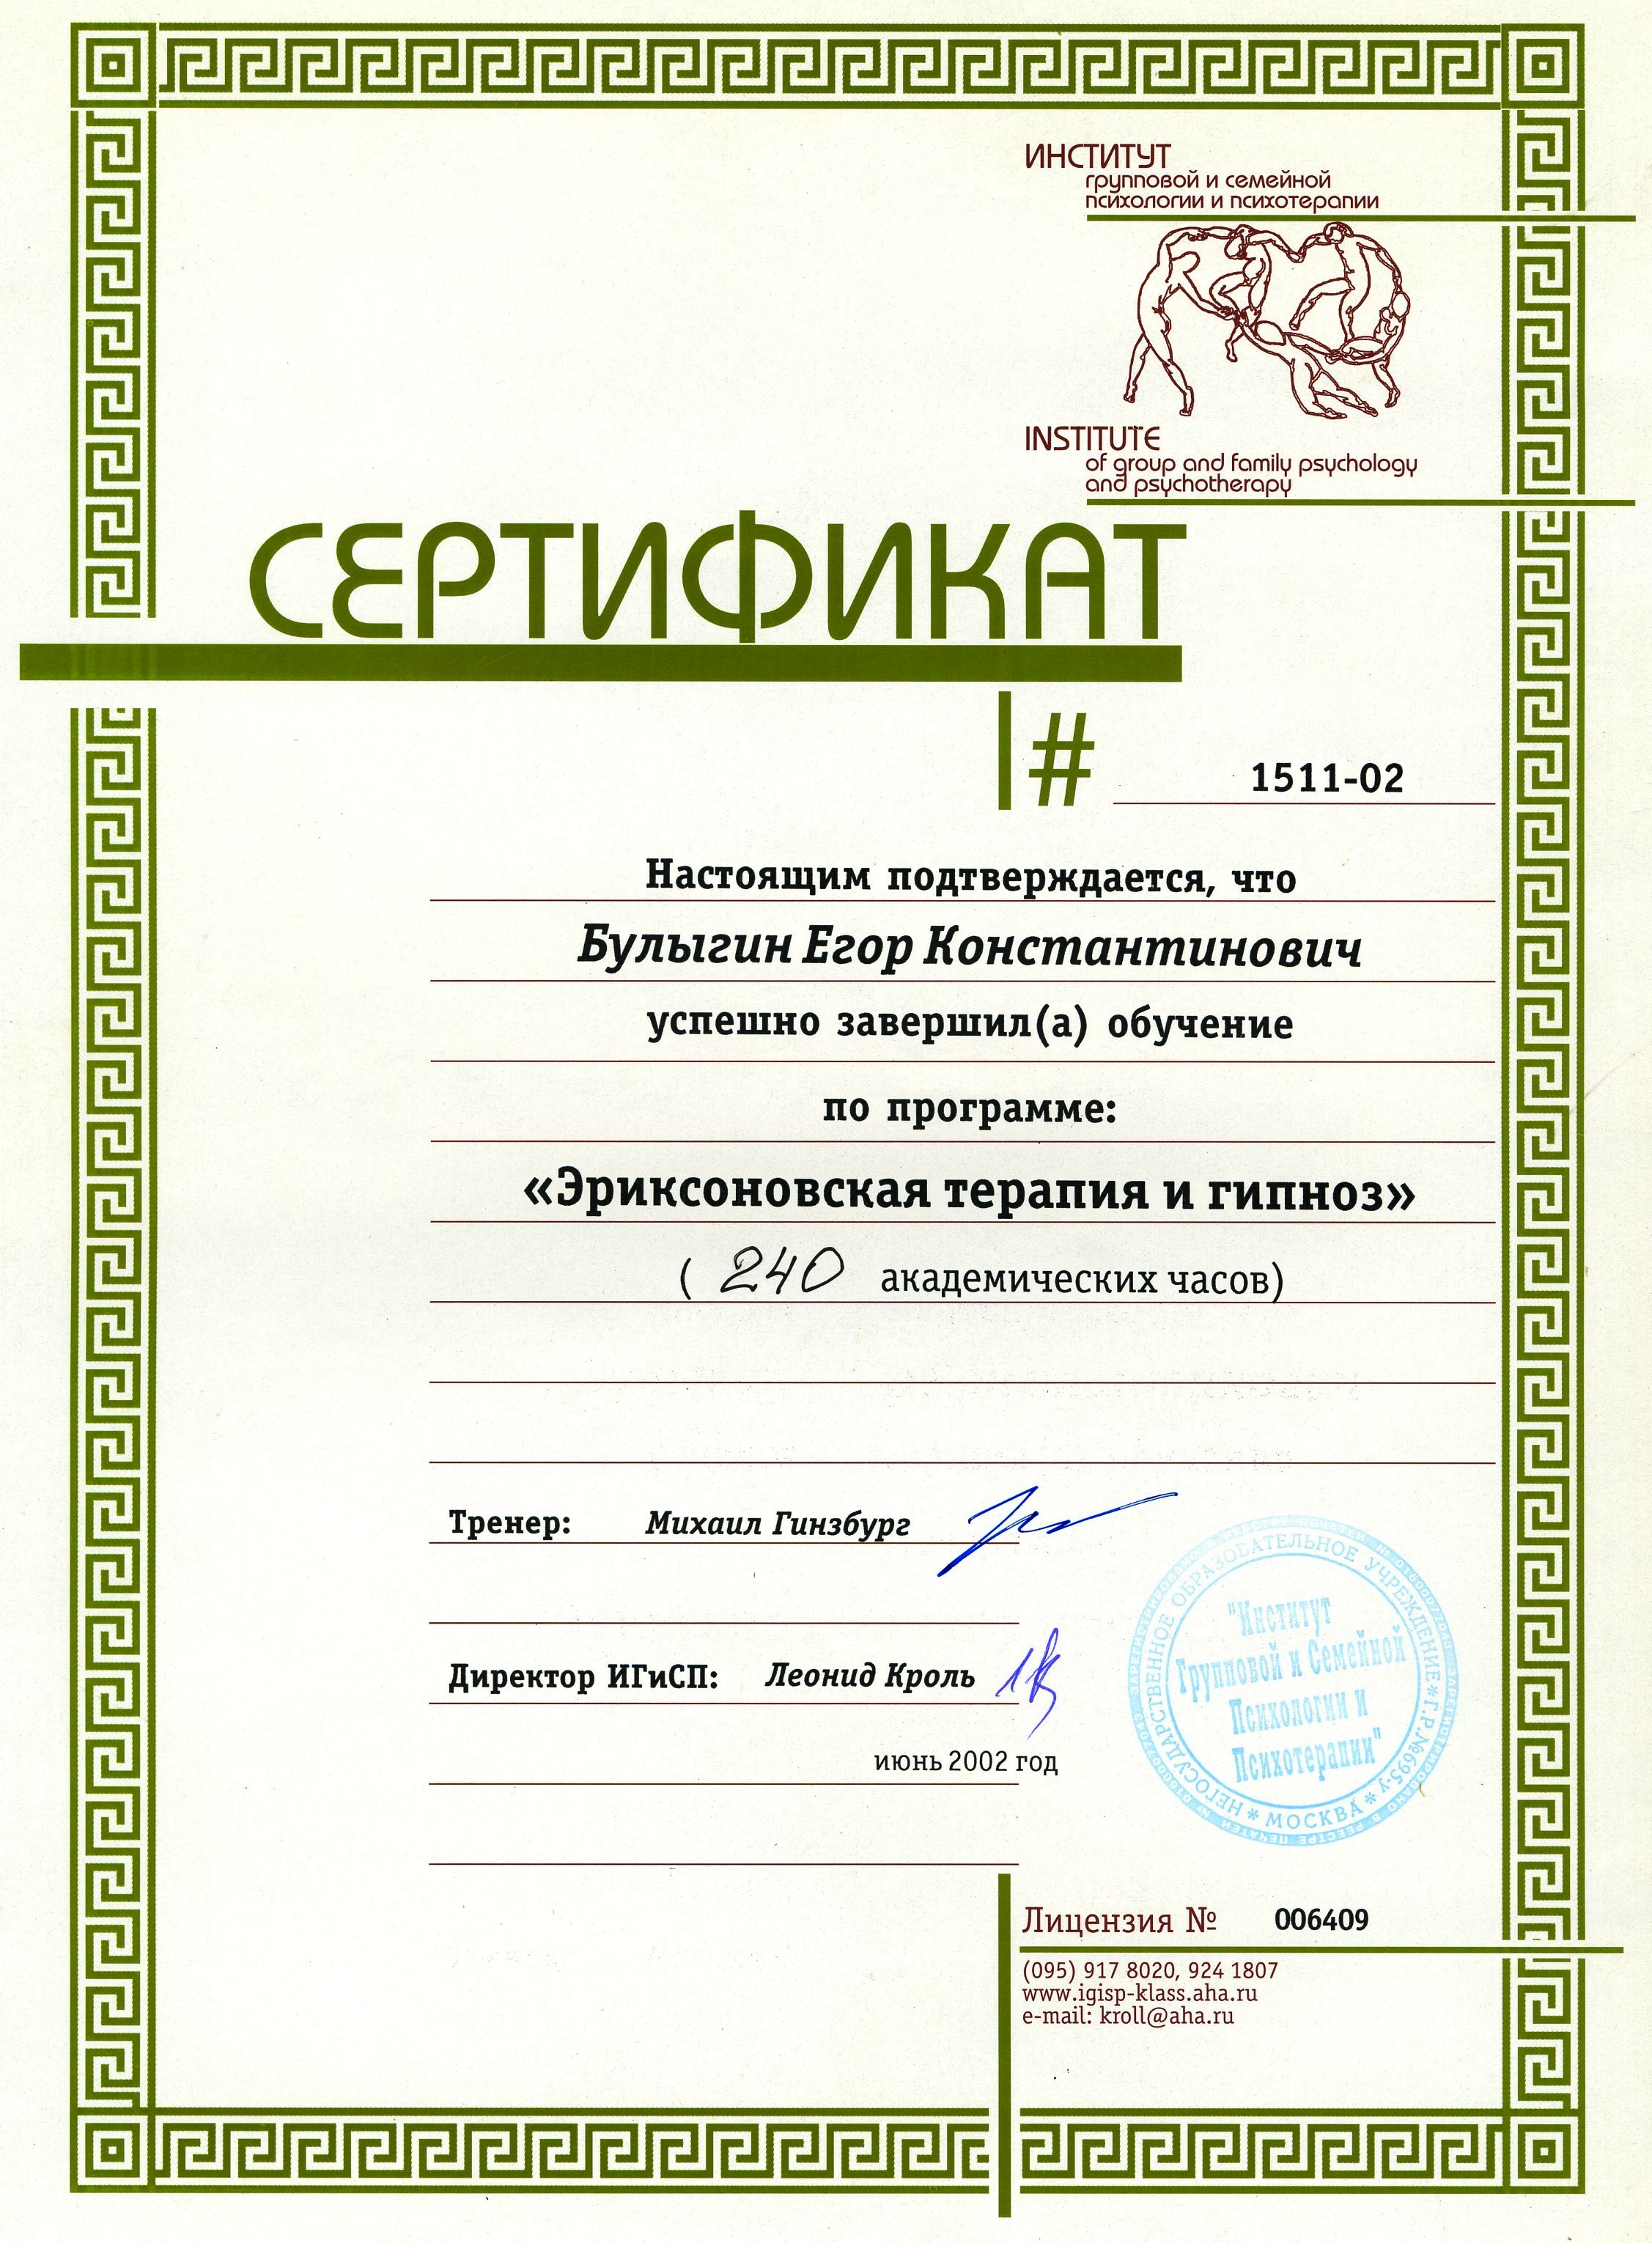 ИНСТИТУТ
групповой и семейной
психологии и психотерапии
INSTITUTE
of group and family psychology
and psychotherapy
СЕРТИФИКАТ
# 1511-02
Настоящим подтверждается, что
Булыгин Егор Константинович
успешно завершил(а) обучение
по программе:
«Эриксоновская терапия и гипноз»
( 240 академических часов)
Тренер: Михаил Гинзбург
Директор ИГиСП: Леонид Кроль
июнь 2002 год
НЕГОСУДАРСТВЕННОЕ ОБРАЗОВАТЕЛЬНОЕ УЧРЕЖДЕНИЕ * Г.Р.№695-у * МОСКВА *
"Институт
Групповой и Семейной
Психологии и
Психотерапии"
Лицензия № 006409
(095) 917 8020, 924 1807
www.igisp-klass.aha.ru
e-mail: kroll@aha.ru